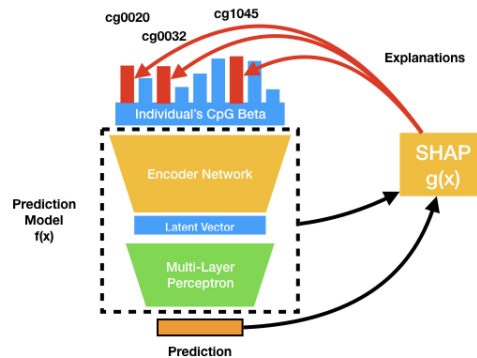 cg0020
cg0032
cg1045
Explanations
Individual's CpG Beta
SHAP
g(x)
Encoder Network
Prediction
Model
f(x)
Latent Vector
Multi-Layer
Perceptron
Prediction